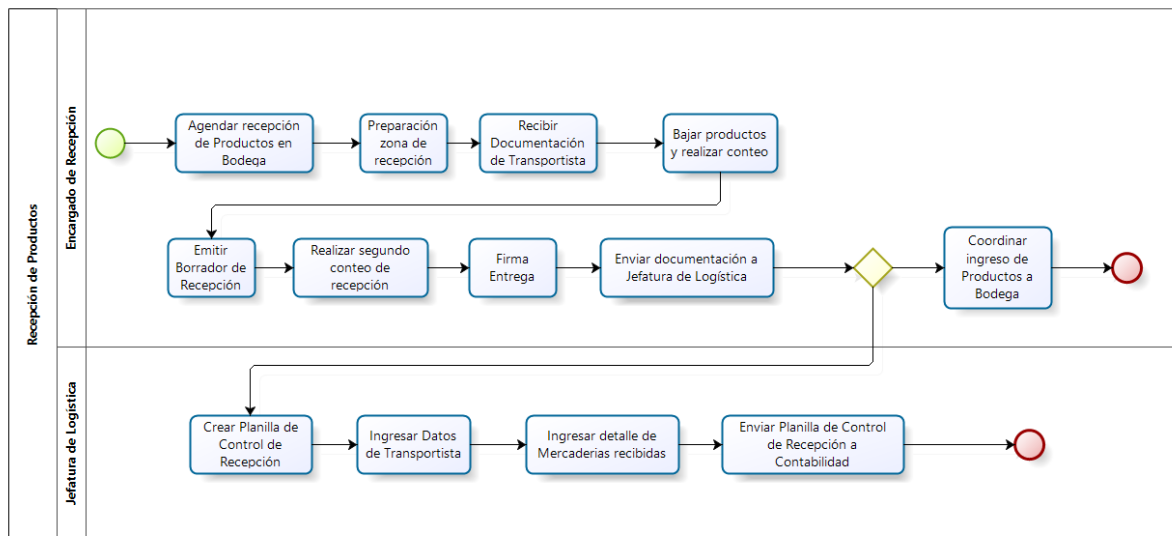 Recepción de Productos
Encargado de Recepción
Agendar recepción
de Productos en
Bodega
Preparación
zona de
recepción
Recibir
Documentación
de Transportista
Bajar productos
y realizar conteo
Emitir
Borrador de
Recepción
Realizar segundo
conteo de
recepción
Firma
Entrega
Enviar documentación a
Jefatura de Logística
Coordinar
ingreso de
Productos a
Bodega
Jefatura de Logística
Crear Planilla de
Control de
Recepción
Ingresar Datos
de Transportista
Ingresar detalle de
Mercaderias recibidas
Enviar Planilla de Control
de Recepción a
Contabilidad